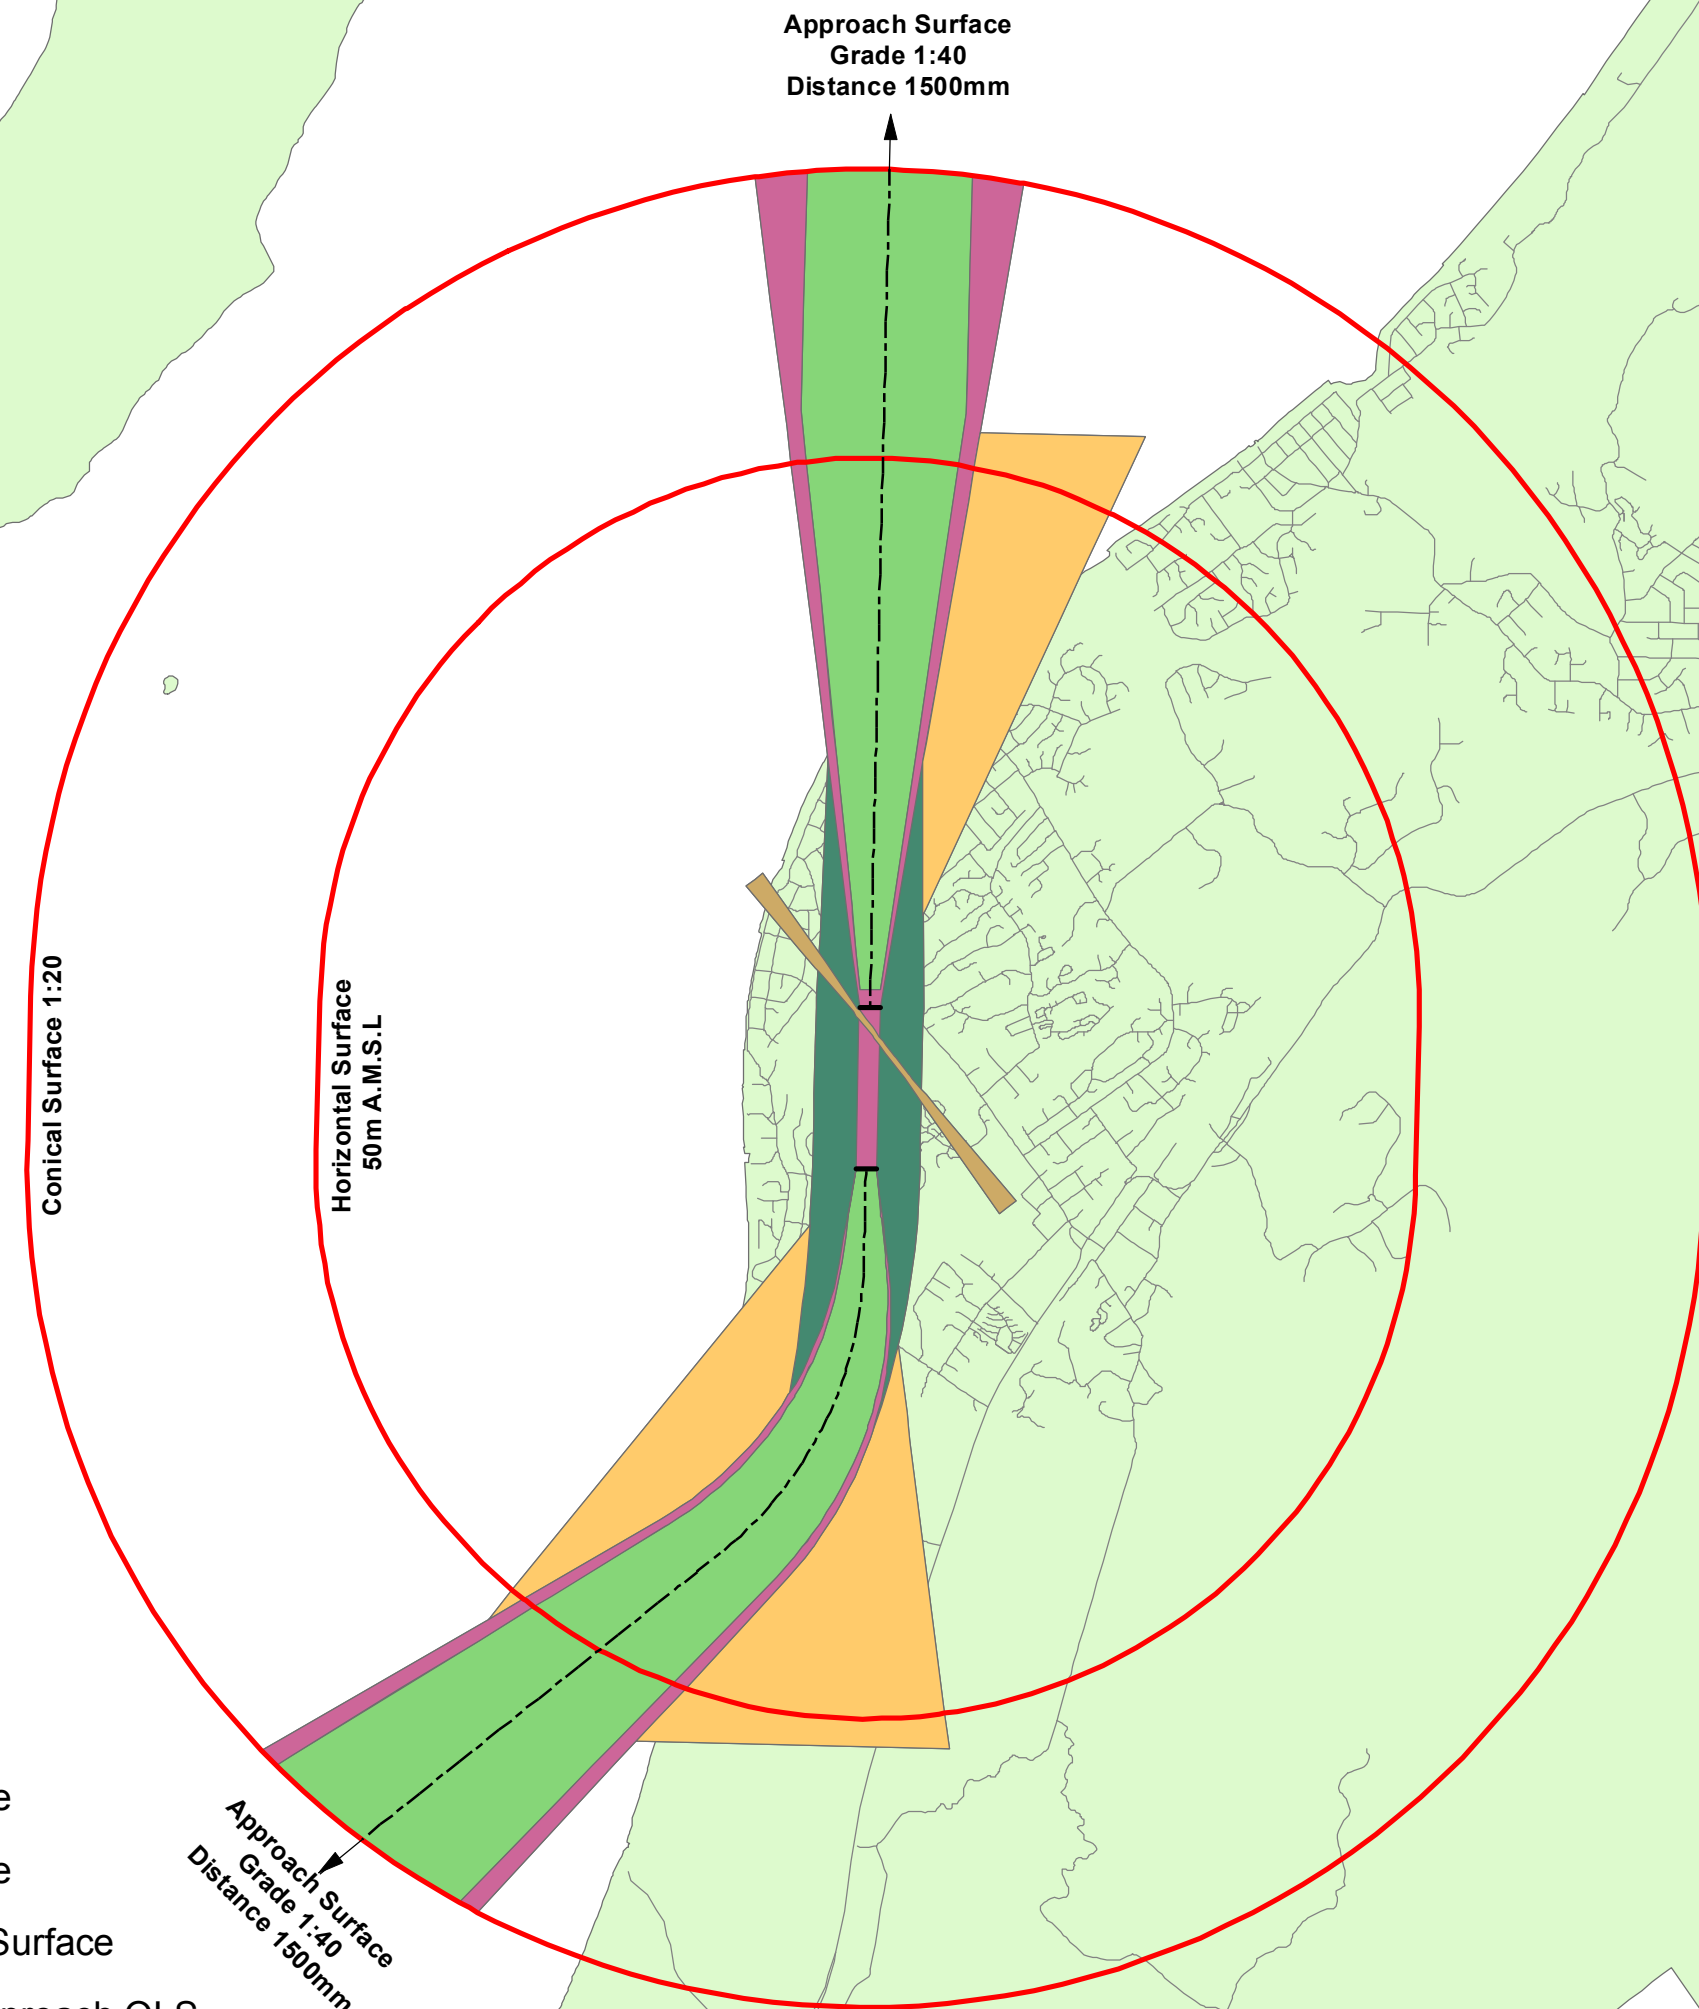 Approach Surface
Grade 1:40
Distance 1500mm
Conical Surface 1:20
Horizontal Surface
50m A.M.S.L
Approach Surface
Grade 1:40
Distance 1500mm
e
e
Surface